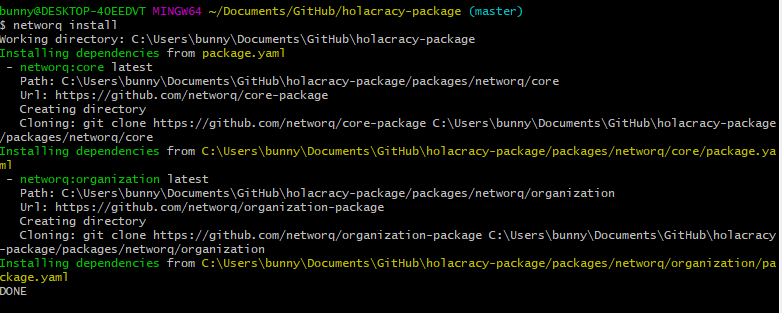 bunny@DESKTOP-4OEEDVT MINGW64 ~/Documents/GitHub/holacracy-package (master)
$ networq install
Working directory: C:\Users\bunny\Documents\GitHub\holacracy-package
Installing dependencies from package.yaml
 - networq:core latest
   Path: C:\Users\bunny\Documents\GitHub\holacracy-package/packages/networq/core
   Url: https://github.com/networq/core-package
   Creating directory
   Cloning: git clone https://github.com/networq/core-package C:\Users\bunny\Documents\GitHub\holacracy-package
/packages/networq/core
Installing dependencies from C:\Users\bunny\Documents\GitHub\holacracy-package/packages/networq/core/package.ya
ml
 - networq:organization latest
   Path: C:\Users\bunny\Documents\GitHub\holacracy-package/packages/networq/organization
   Url: https://github.com/networq/organization-package
   Creating directory
   Cloning: git clone https://github.com/networq/organization-package C:\Users\bunny\Documents\GitHub\holacracy
-package/packages/networq/organization
Installing dependencies from C:\Users\bunny\Documents\GitHub\holacracy-package/packages/networq/organization/pa
ckage.yaml
DONE